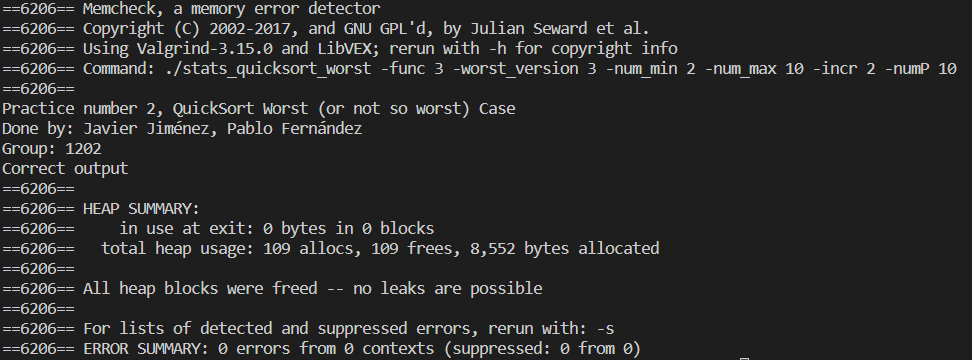 ==6206== Memcheck, a memory error detector
==6206== Copyright (C) 2002-2017, and GNU GPL'd, by Julian Seward et al.
==6206== Using Valgrind-3.15.0 and LibVEX; rerun with -h for copyright info
==6206== Command: ./stats_quicksort_worst -func 3 -worst_version 3 -num_min 2 -num_max 10 -incr 2 -numP 10
==6206==
Practice number 2, QuickSort Worst (or not so worst) Case
Done by: Javier Jiménez, Pablo Fernández
Group: 1202
Correct output
==6206==
==6206== HEAP SUMMARY:
==6206==     in use at exit: 0 bytes in 0 blocks
==6206==   total heap usage: 109 allocs, 109 frees, 8,552 bytes allocated
==6206==
==6206== All heap blocks were freed -- no leaks are possible
==6206==
==6206== For lists of detected and suppressed errors, rerun with: -s
==6206== ERROR SUMMARY: 0 errors from 0 contexts (suppressed: 0 from 0)